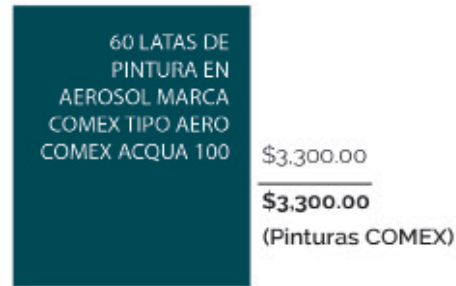 60 LATAS DE
PINTURA EN
AEROSOL MARCA
COMEX TIPO AERO
COMEX ACQUA 100
$3,300.00
$3,300.00
(Pinturas COMEX)